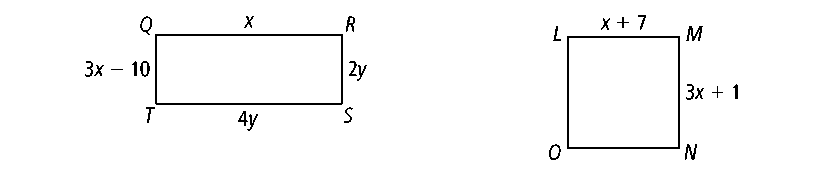 Q x R
3x − 10 2y
T 4y S
L x + 7 M
3x + 1
O N